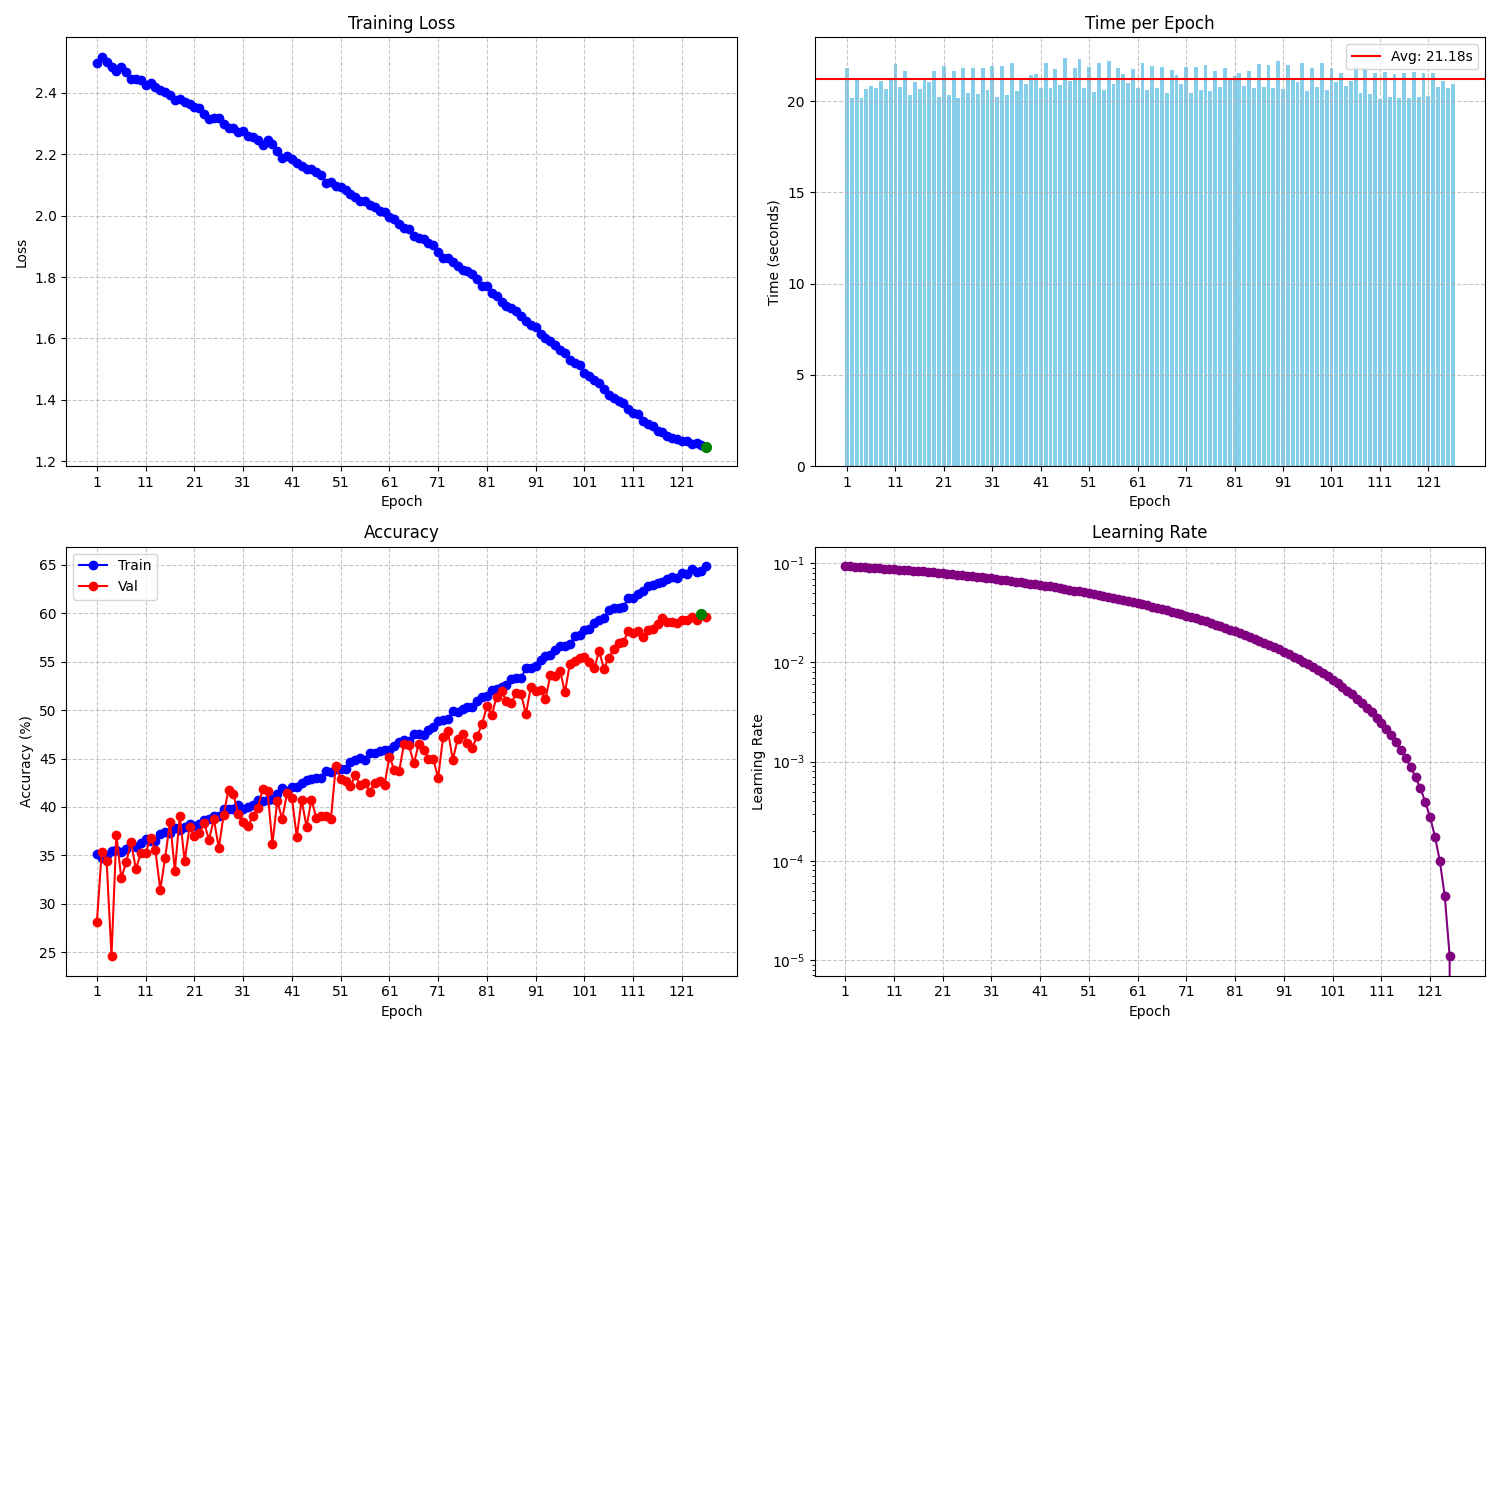 Training Loss
Loss
2.4
2.2
2.0
1.8
1.6
1.4
1.2
1 11 21 31 41 51 61 71 81 91 101 111 121
Epoch
Time per Epoch
Avg: 21.18s
Time (seconds)
20
15
10
5
0
1 11 21 31 41 51 61 71 81 91 101 111 121
Epoch
Accuracy
Train
Val
Accuracy (%)
65
60
55
50
45
40
35
30
25
1 11 21 31 41 51 61 71 81 91 101 111 121
Epoch
Learning Rate
Learning Rate
10⁻¹
10⁻²
10⁻³
10⁻⁴
10⁻⁵
1 11 21 31 41 51 61 71 81 91 101 111 121
Epoch